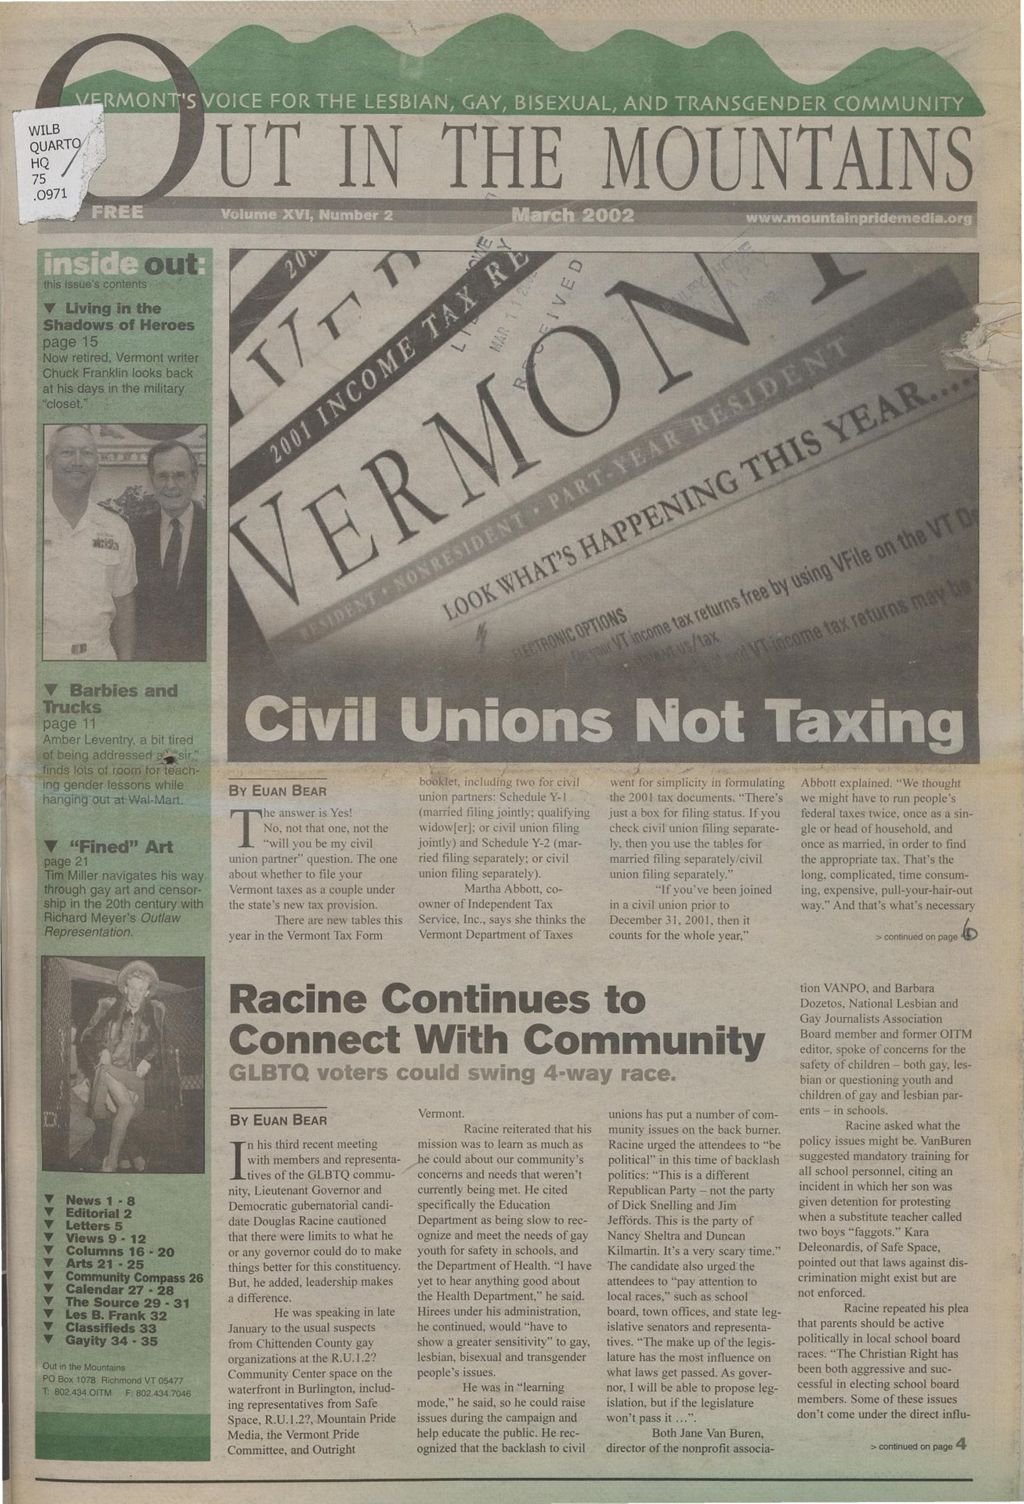 VERMONT'S VOICE FOR THE LESBIAN, GAY, BISEXUAL, AND TRANSGENDER COMMUNITY
OUT IN THE MOUNTAINS
WILB
QUARTO
HQ
75
.O971
FREE Volume XVI, Number 2 March 2002 www.mountainpridemedia.org
inside out:
this issue's contents
▼ Living in the
Shadows of Heroes
page 15
Now retired, Vermont writer
Chuck Franklin looks back
at his days in the military
"closet."
▼ Barbies and
Trucks
page 11
Amber Leventry, a bit tired
of being addressed "sir,"
finds lots of room for teach-
ing gender lessons while
hanging out at Wal-Mart.
▼ "Fined" Art
page 21
Tim Miller navigates his way
through gay art and censor-
ship in the 20th century with
Richard Meyer's Outlaw
Representation.
▼ News 1 - 8
▼ Editorial 2
▼ Letters 5
▼ Views 9 - 12
▼ Columns 16 - 20
▼ Arts 21 - 25
▼ Community Compass 26
▼ Calendar 27 - 28
▼ The Source 29 - 31
▼ Les B. Frank 32
▼ Classifieds 33
▼ Gayity 34 - 35
Out in the Mountains
PO Box 1078 Richmond VT 05477
T: 802.434.OITM F: 802.434.7046
2001 INCOME TAX RE
VERMONT
RESIDENT • NONRESIDENT • PART-YEAR RESIDENT
LOOK WHAT'S HAPPENING THIS YEAR....
ELECTRONIC OPTIONS
VT income tax returns free by using VFile on the VT D
VT income tax returns may be
RECEIVED
MAR 1
Civil Unions Not Taxing
BY EUAN BEAR
The answer is Yes!
No, not that one, not the
"will you be my civil
union partner" question. The one
about whether to file your
Vermont taxes as a couple under
the state's new tax provision.
There are new tables this
year in the Vermont Tax Form
booklet, including two for civil
union partners: Schedule Y-1
(married filing jointly; qualifying
widow[er]; or civil union filing
jointly) and Schedule Y-2 (mar-
ried filing separately; or civil
union filing separately).
Martha Abbott, co-
owner of Independent Tax
Service, Inc., says she thinks the
Vermont Department of Taxes
went for simplicity in formulating
the 2001 tax documents. "There's
just a box for filing status. If you
check civil union filing separate-
ly, then you use the tables for
married filing separately/civil
union filing separately."
"If you've been joined
in a civil union prior to
December 31, 2001, then it
counts for the whole year,"
Abbott explained. "We thought
we might have to run people's
federal taxes twice, once as a sin-
gle or head of household, and
once as married, in order to find
the appropriate tax. That's the
long, complicated, time consum-
ing, expensive, pull-your-hair-out
way." And that's what's necessary
> continued on page 6
Racine Continues to
Connect With Community
GLBTQ voters could swing 4-way race.
BY EUAN BEAR
In his third recent meeting
with members and representa-
tives of the GLBTQ commu-
nity, Lieutenant Governor and
Democratic gubernatorial candi-
date Douglas Racine cautioned
that there were limits to what he
or any governor could do to make
things better for this constituency.
But, he added, leadership makes
a difference.
He was speaking in late
January to the usual suspects
from Chittenden County gay
organizations at the R.U.1.2?
Community Center space on the
waterfront in Burlington, includ-
ing representatives from Safe
Space, R.U.1.2?, Mountain Pride
Media, the Vermont Pride
Committee, and Outright
Vermont.
Racine reiterated that his
mission was to learn as much as
he could about our community's
concerns and needs that weren't
currently being met. He cited
specifically the Education
Department as being slow to rec-
ognize and meet the needs of gay
youth for safety in schools, and
the Department of Health. "I have
yet to hear anything good about
the Health Department," he said.
Hirees under his administration,
he continued, would "have to
show a greater sensitivity" to gay,
lesbian, bisexual and transgender
people's issues.
He was in "learning
mode," he said, so he could raise
issues during the campaign and
help educate the public. He rec-
ognized that the backlash to civil
unions has put a number of com-
munity issues on the back burner.
Racine urged the attendees to "be
political" in this time of backlash
politics: "This is a different
Republican Party – not the party
of Dick Snelling and Jim
Jeffords. This is the party of
Nancy Sheltra and Duncan
Kilmartin. It's a very scary time."
The candidate also urged the
attendees to "pay attention to
local races," such as school
board, town offices, and state leg-
islative senators and representa-
tives. "The make up of the legis-
lature has the most influence on
what laws get passed. As gover-
nor, I will be able to propose leg-
islation, but if the legislature
won't pass it ...".
Both Jane Van Buren,
director of the nonprofit associa-
tion VANPO, and Barbara
Dozetos, National Lesbian and
Gay Journalists Association
Board member and former OITM
editor, spoke of concerns for the
safety of children – both gay, les-
bian or questioning youth and
children of gay and lesbian par-
ents – in schools.
Racine asked what the
policy issues might be. VanBuren
suggested mandatory training for
all school personnel, citing an
incident in which her son was
given detention for protesting
when a substitute teacher called
two boys "faggots." Kara
Deleonardis, of Safe Space,
pointed out that laws against dis-
crimination might exist but are
not enforced.
Racine repeated his plea
that parents should be active
politically in local school board
races. "The Christian Right has
been both aggressive and suc-
cessful in electing school board
members. Some of these issues
don't come under the direct influ-
> continued on page 4